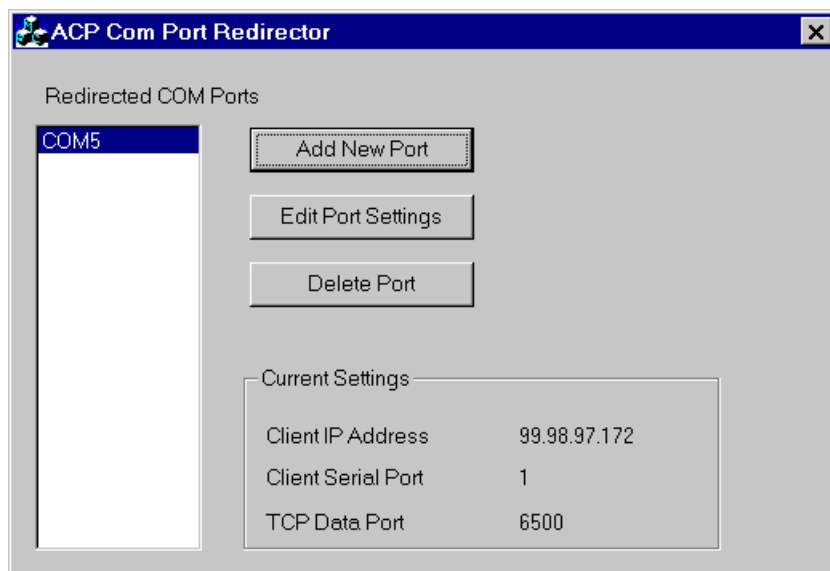 ACP Com Port Redirector
Redirected COM Ports
COM5
Add New Port
Edit Port Settings
Delete Port
Current Settings
Client IP Address 99.98.97.172
Client Serial Port 1
TCP Data Port 6500